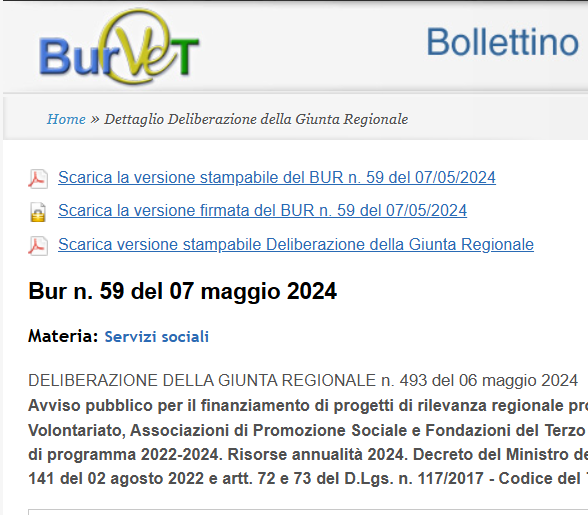 BurVeT
Bollettino
Home » Dettaglio Deliberazione della Giunta Regionale
Scarica la versione stampabile del BUR n. 59 del 07/05/2024
Scarica la versione firmata del BUR n. 59 del 07/05/2024
Scarica versione stampabile Deliberazione della Giunta Regionale
Bur n. 59 del 07 maggio 2024
Materia: Servizi sociali
DELIBERAZIONE DELLA GIUNTA REGIONALE n. 493 del 06 maggio 2024
Avviso pubblico per il finanziamento di progetti di rilevanza regionale pro
Volontariato, Associazioni di Promozione Sociale e Fondazioni del Terzo
di programma 2022-2024. Risorse annualità 2024. Decreto del Ministro de
141 del 02 agosto 2022 e artt. 72 e 73 del D.Lgs. n. 117/2017 - Codice del